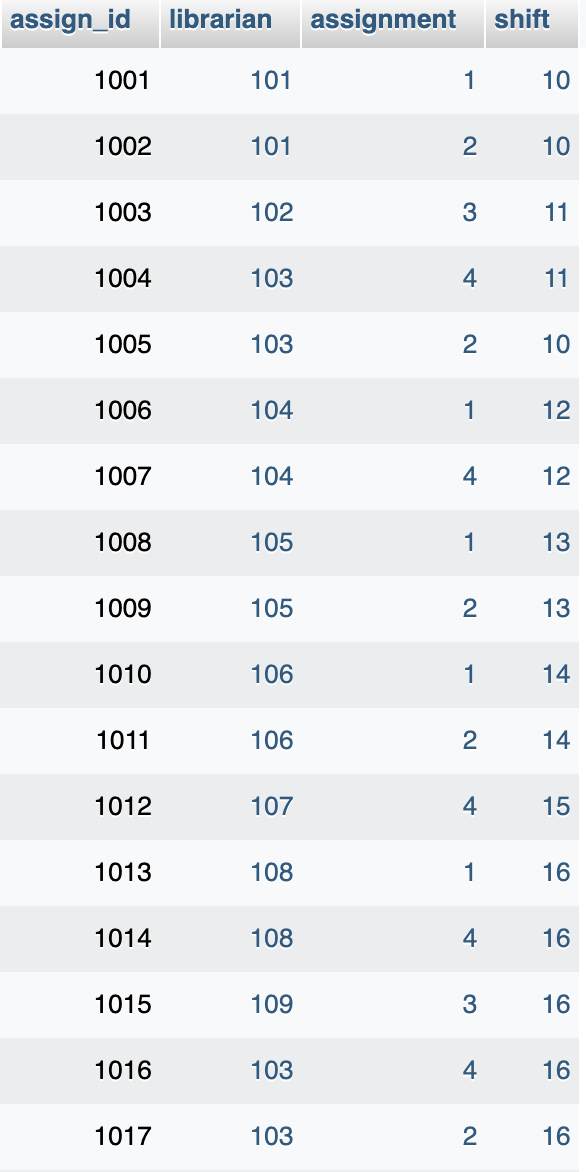 assign_id librarian assignment shift
1001 101 1 10
1002 101 2 10
1003 102 3 11
1004 103 4 11
1005 103 2 10
1006 104 1 12
1007 104 4 12
1008 105 1 13
1009 105 2 13
1010 106 1 14
1011 106 2 14
1012 107 4 15
1013 108 1 16
1014 108 4 16
1015 109 3 16
1016 103 4 16
1017 103 2 16